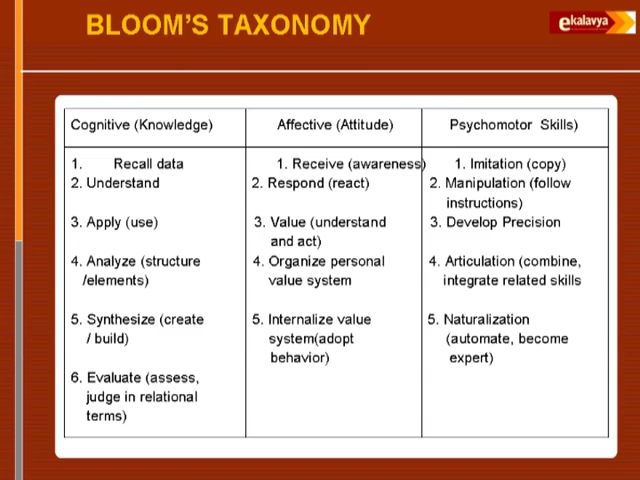 BLOOM'S TAXONOMY
ekalavya
Cognitive (Knowledge)
Affective (Attitude)
Psychomotor Skills)
1. Recall data
2. Understand
3. Apply (use)
4. Analyze (structure
/elements)
5. Synthesize (create
/ build)
6. Evaluate (assess,
judge in relational
terms)
1. Receive (awareness)
2. Respond (react)
3. Value (understand
and act)
4. Organize personal
value system
5. Internalize value
system(adopt
behavior)
1. Imitation (copy)
2. Manipulation (follow
instructions)
3. Develop Precision
4. Articulation (combine,
integrate related skills
5. Naturalization
(automate, become
expert)